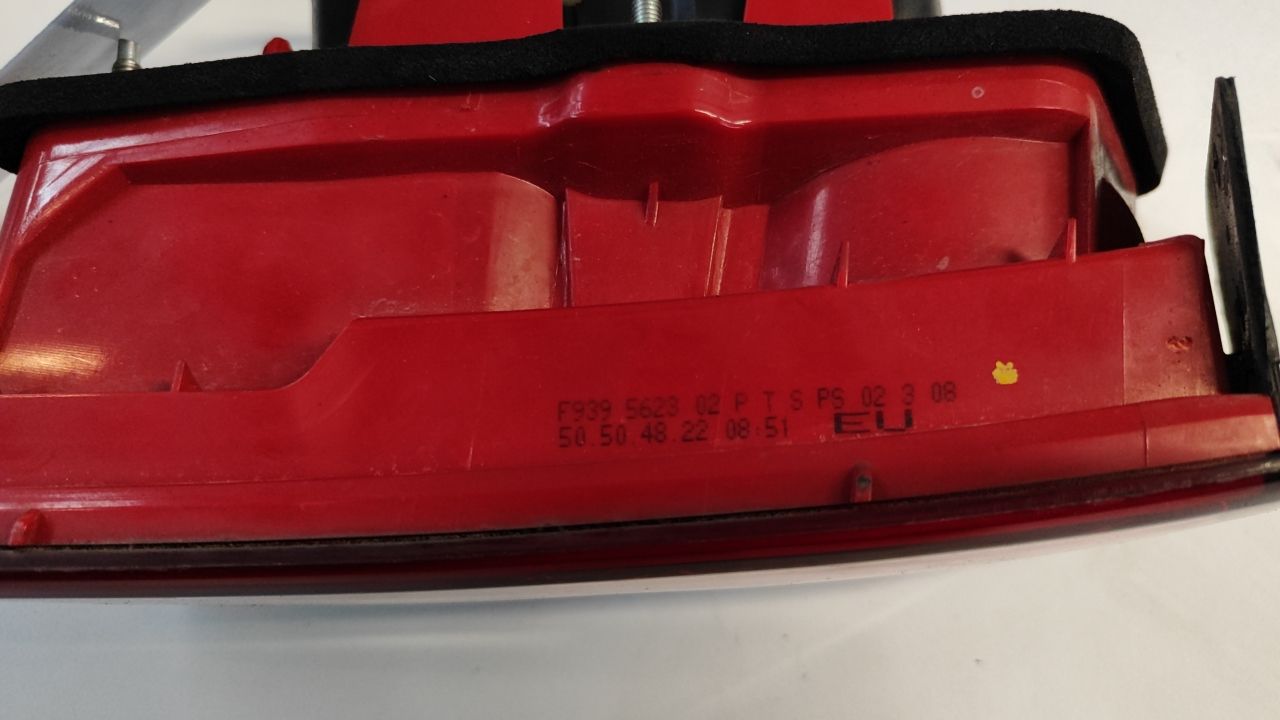 F939 5623 02 P T S PS 02 3 08
50.50.48.22 08:51 EU